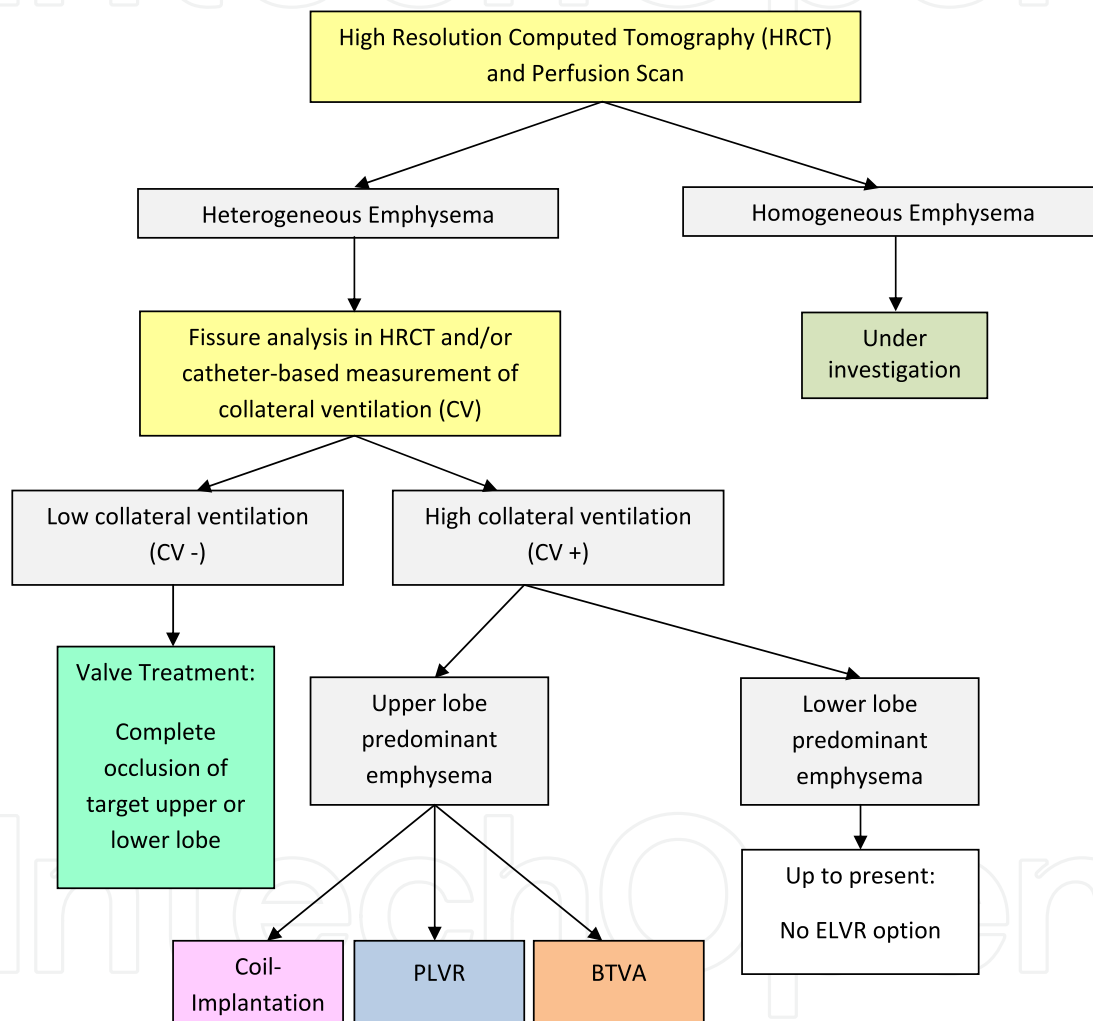 High Resolution Computed Tomography (HRCT)
and Perfusion Scan
Heterogeneous Emphysema
Homogeneous Emphysema
Fissure analysis in HRCT and/or
catheter-based measurement of
collateral ventilation (CV)
Under
investigation
Low collateral ventilation
(CV -)
High collateral ventilation
(CV +)
Valve Treatment:
Complete
occlusion of
target upper or
lower lobe
Upper lobe
predominant
emphysema
Lower lobe
predominant
emphysema
Up to present:
No ELVR option
Coil-
Implantation
PLVR
BTVA
IntechOpen